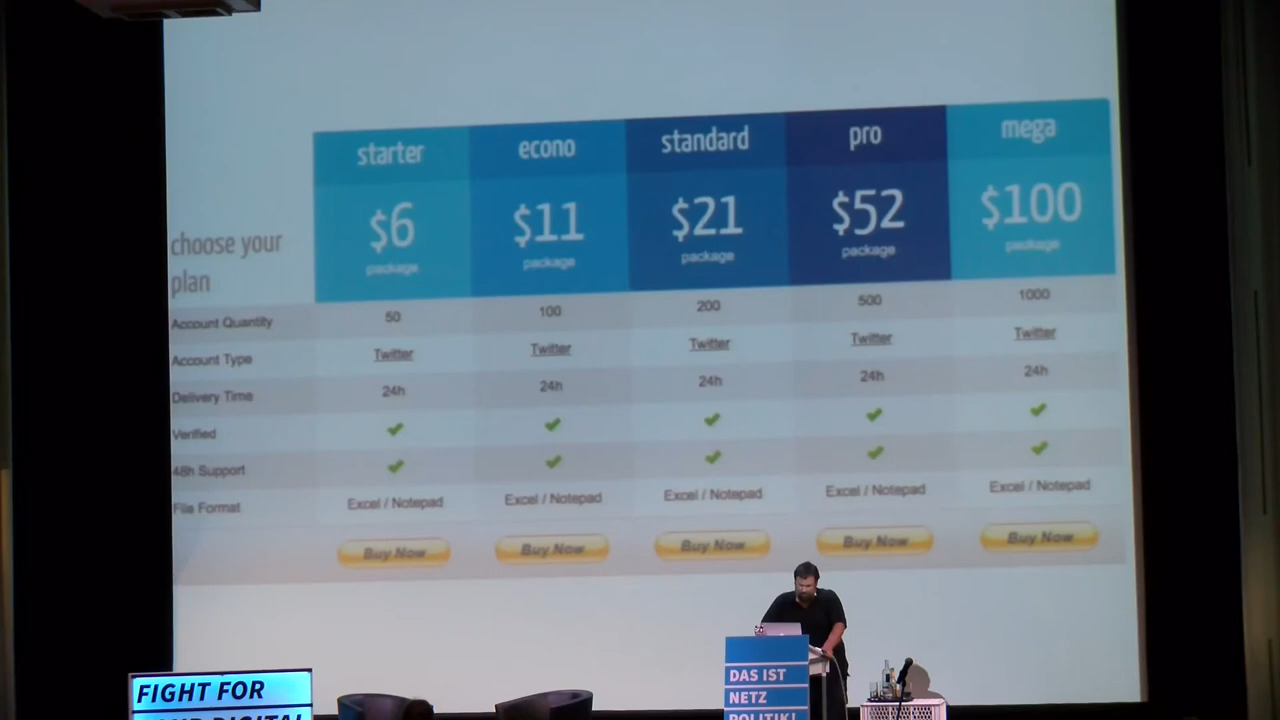 starter econo standard pro mega
$6 $11 $21 $52 $100
package package package package package
choose your
plan
Account Quantity 50 100 200 500 1000
Account Type Twitter Twitter Twitter Twitter Twitter
Delivery Time 24h 24h 24h 24h 24h
Verified
48h Support
File Format Excel / Notepad Excel / Notepad Excel / Notepad Excel / Notepad Excel / Notepad
Buy Now Buy Now Buy Now Buy Now Buy Now
DAS IST
NETZ
POLITIK!
FIGHT FOR
DIGITAL